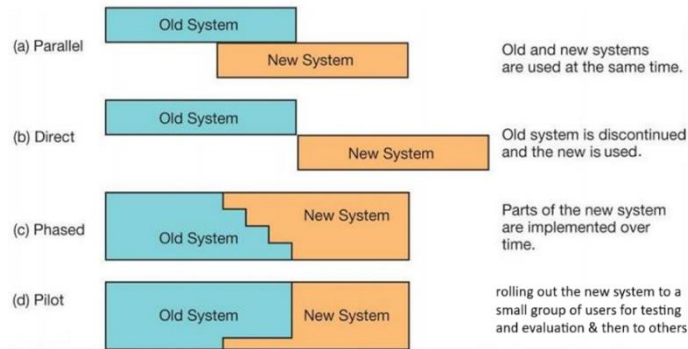 Old System
(a) Parallel
New System
Old and new systems
are used at the same time.
Old System
(b) Direct
New System
Old system is discontinued
and the new is used.
(c) Phased
New System
Old System
Parts of the new system
are implemented over
time.
(d) Pilot
Old System
New System
rolling out the new system to a
small group of users for testing
and evaluation & then to others